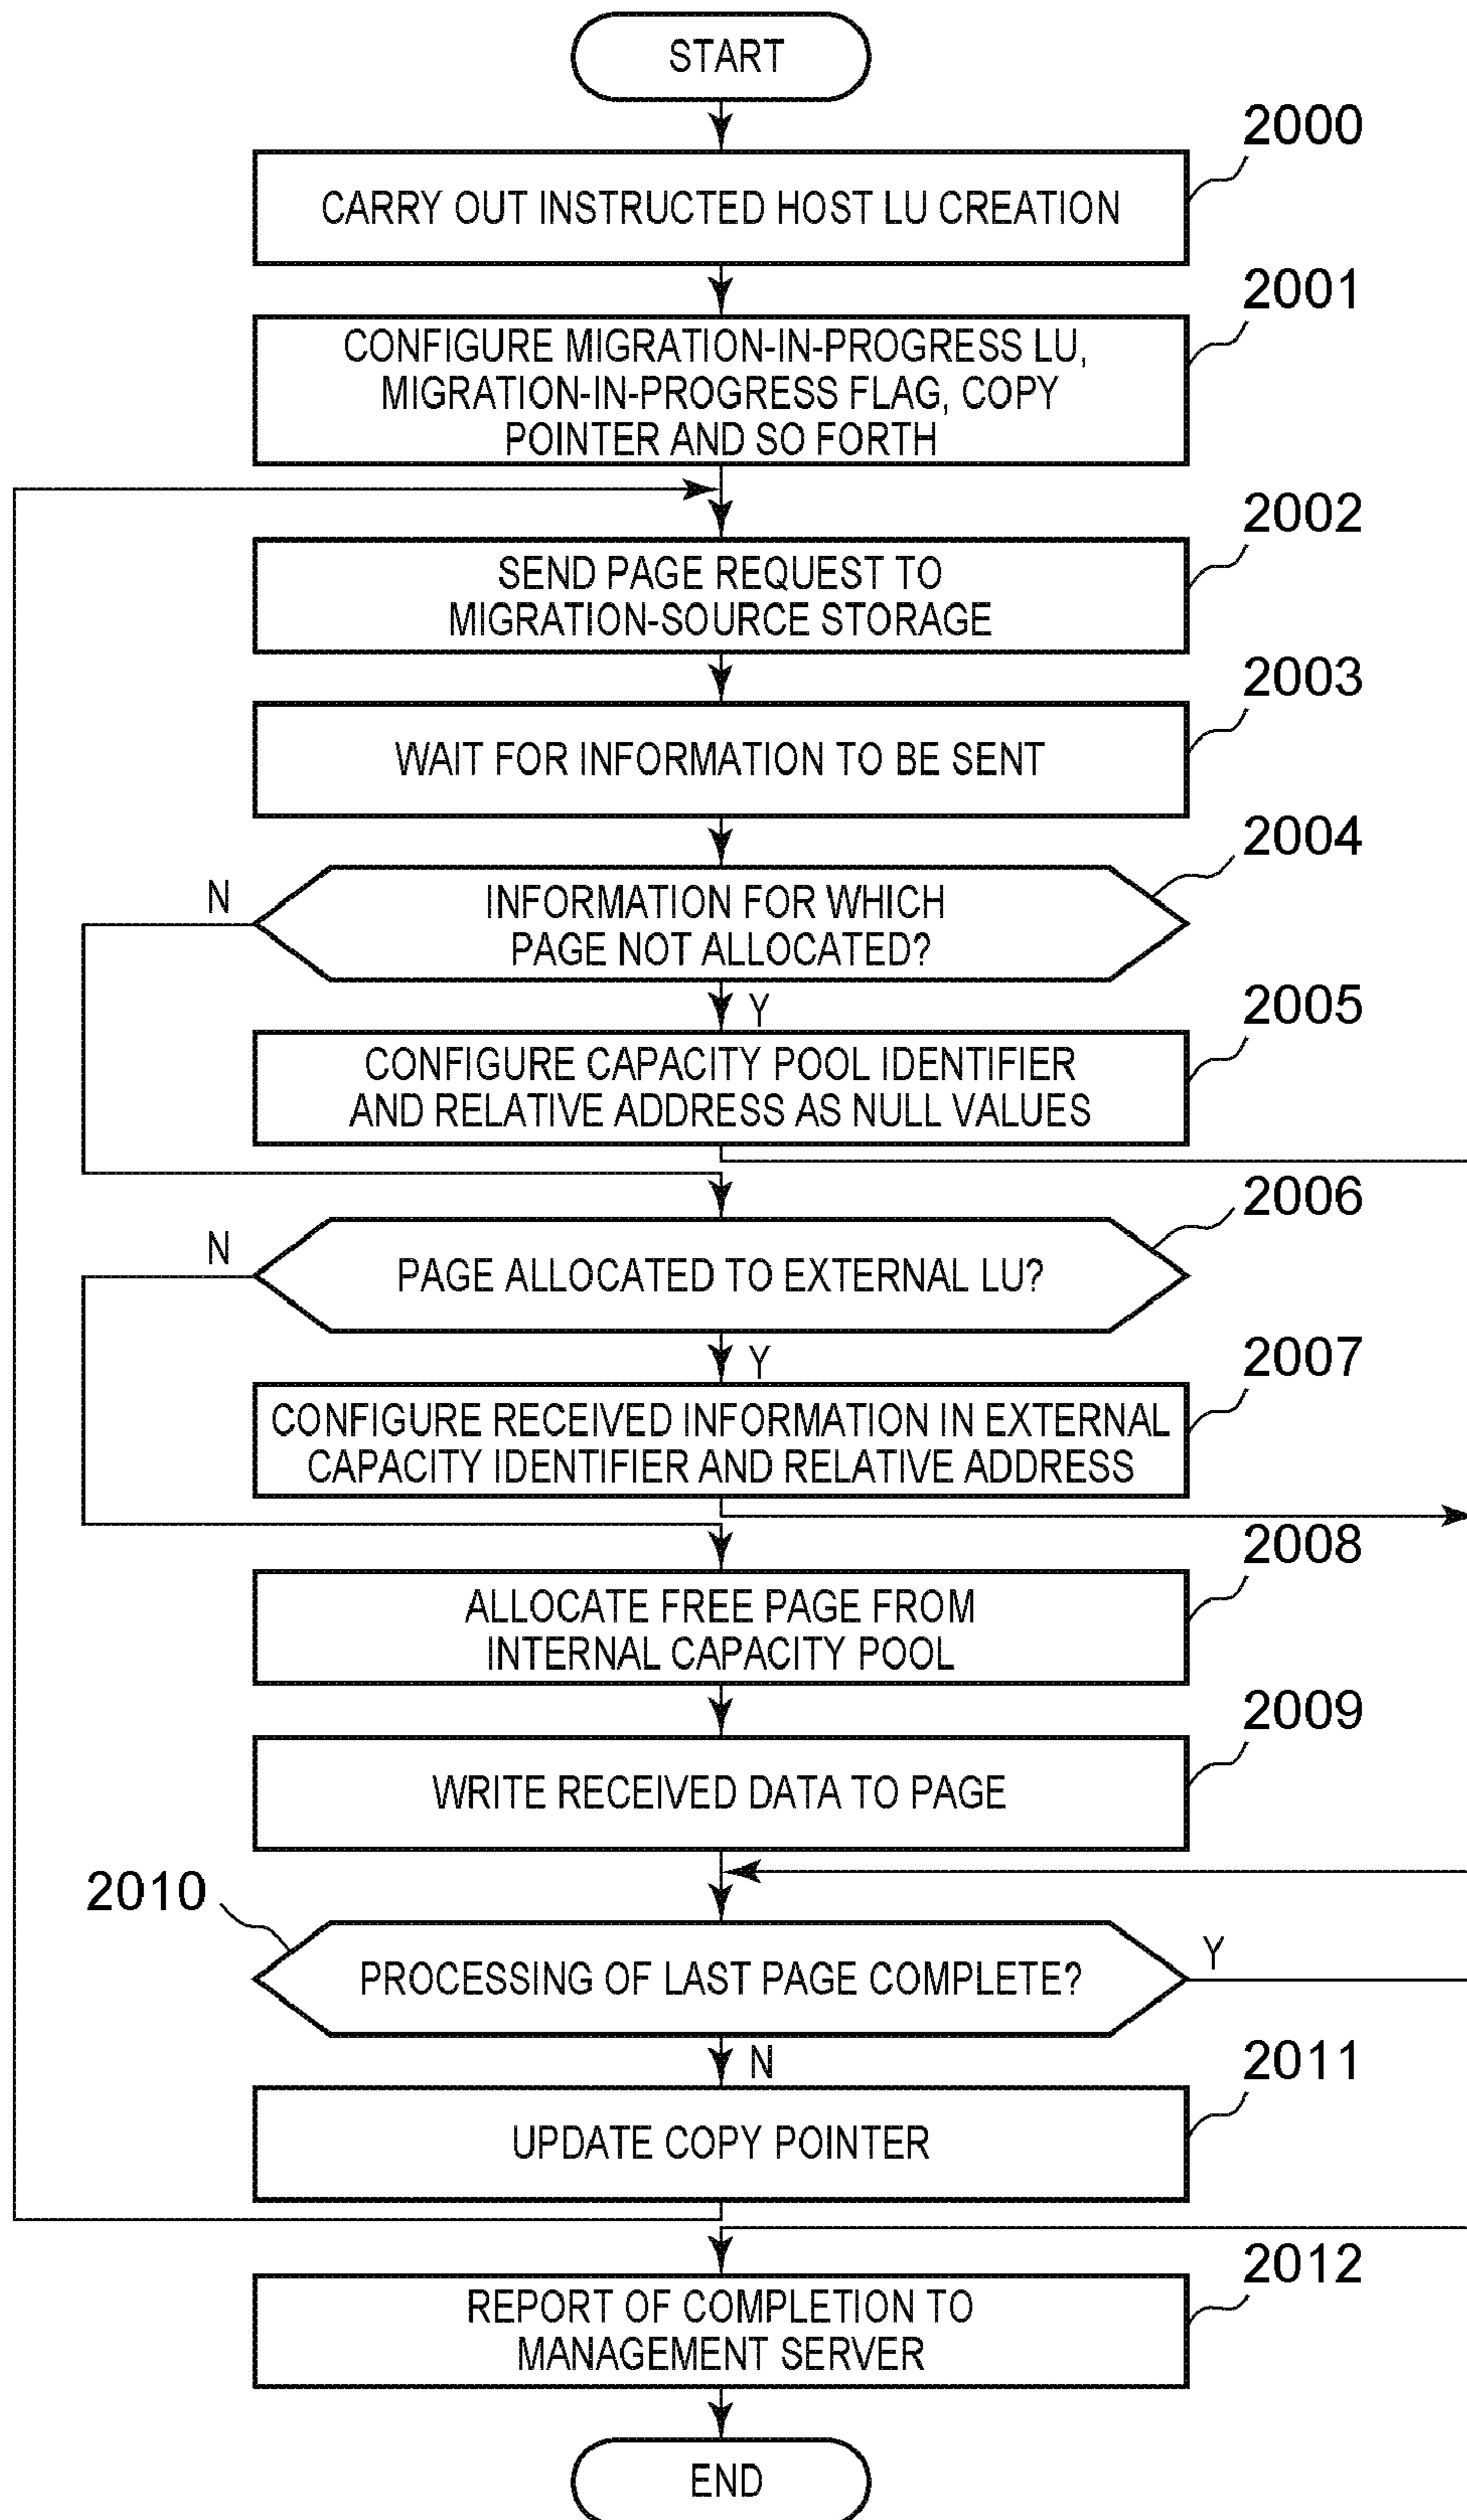 START
2000
CARRY OUT INSTRUCTED HOST LU CREATION
2001
CONFIGURE MIGRATION-IN-PROGRESS LU,
MIGRATION-IN-PROGRESS FLAG, COPY
POINTER AND SO FORTH
2002
SEND PAGE REQUEST TO
MIGRATION-SOURCE STORAGE
2003
WAIT FOR INFORMATION TO BE SENT
2004
N
INFORMATION FOR WHICH
PAGE NOT ALLOCATED?
Y
2005
CONFIGURE CAPACITY POOL IDENTIFIER
AND RELATIVE ADDRESS AS NULL VALUES
2006
N
PAGE ALLOCATED TO EXTERNAL LU?
Y
2007
CONFIGURE RECEIVED INFORMATION IN EXTERNAL
CAPACITY IDENTIFIER AND RELATIVE ADDRESS
2008
ALLOCATE FREE PAGE FROM
INTERNAL CAPACITY POOL
2009
WRITE RECEIVED DATA TO PAGE
2010
PROCESSING OF LAST PAGE COMPLETE?
Y
N
2011
UPDATE COPY POINTER
2012
REPORT OF COMPLETION TO
MANAGEMENT SERVER
END